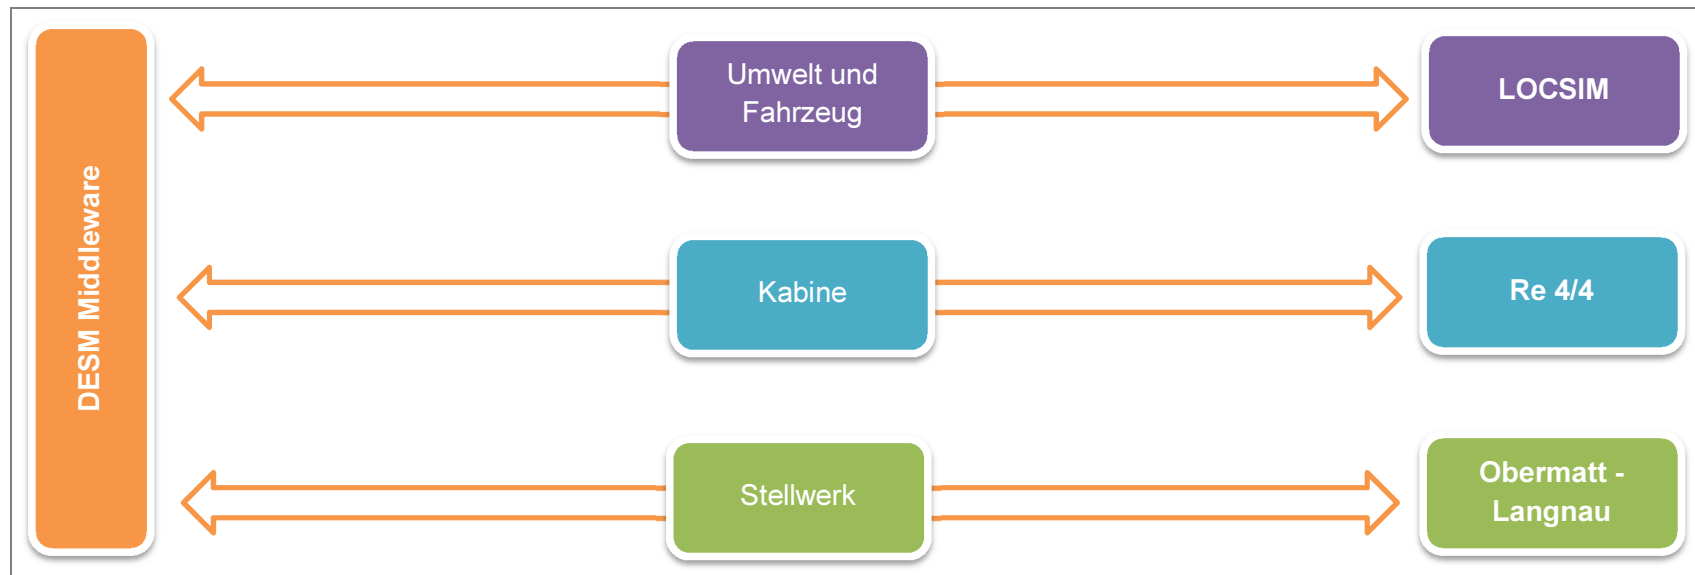 DESM Middleware
Umwelt und
Fahrzeug
LOCSIM
Kabine
Re 4/4
Stellwerk
Obermatt -
Langnau